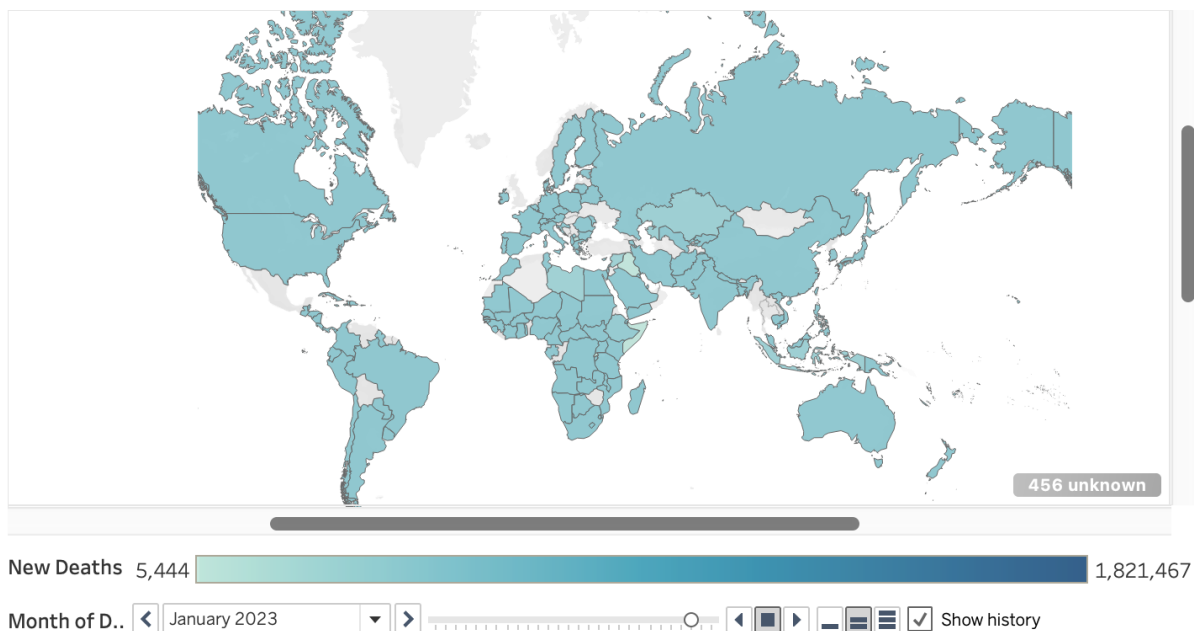 456 unknown
New Deaths 5,444 1,821,467
Month of D.. January 2023 Show history